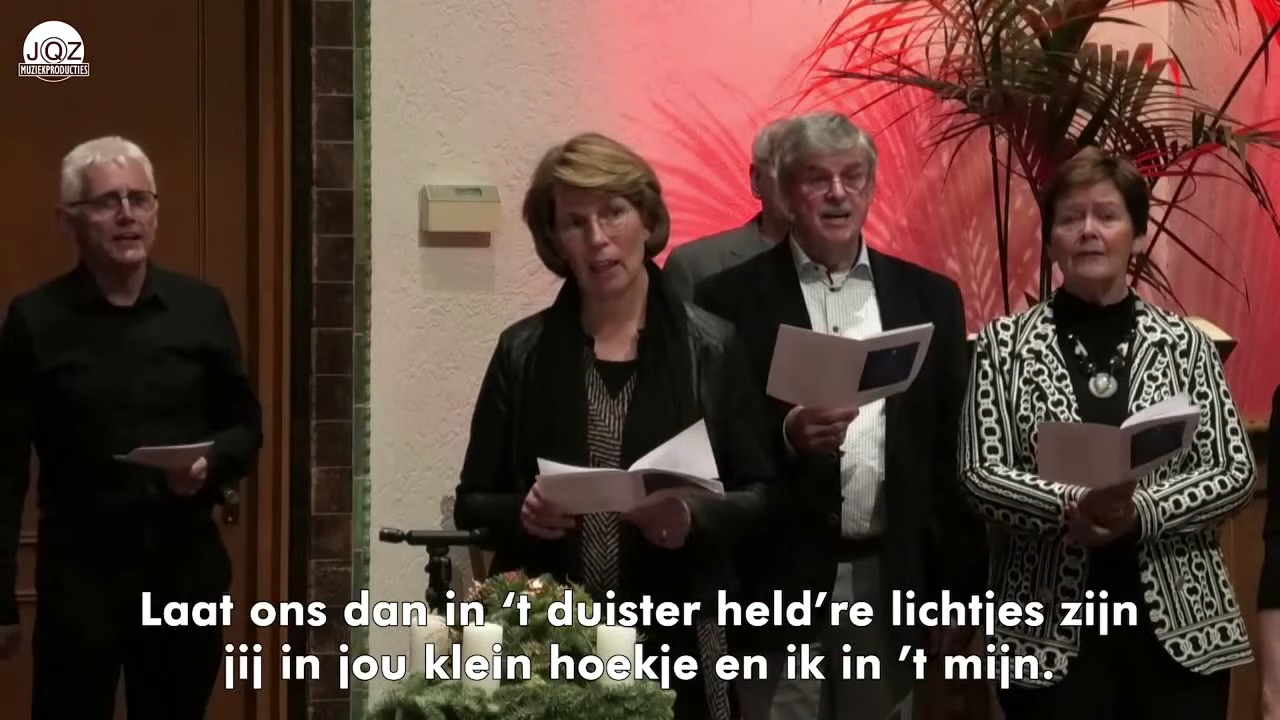 JQZ
MUZIEKPRODUCTIES
Laat ons dan in ‘t duister held’re lichtjes zijn
jij in jou klein hoekje en ik in ’t mijn.